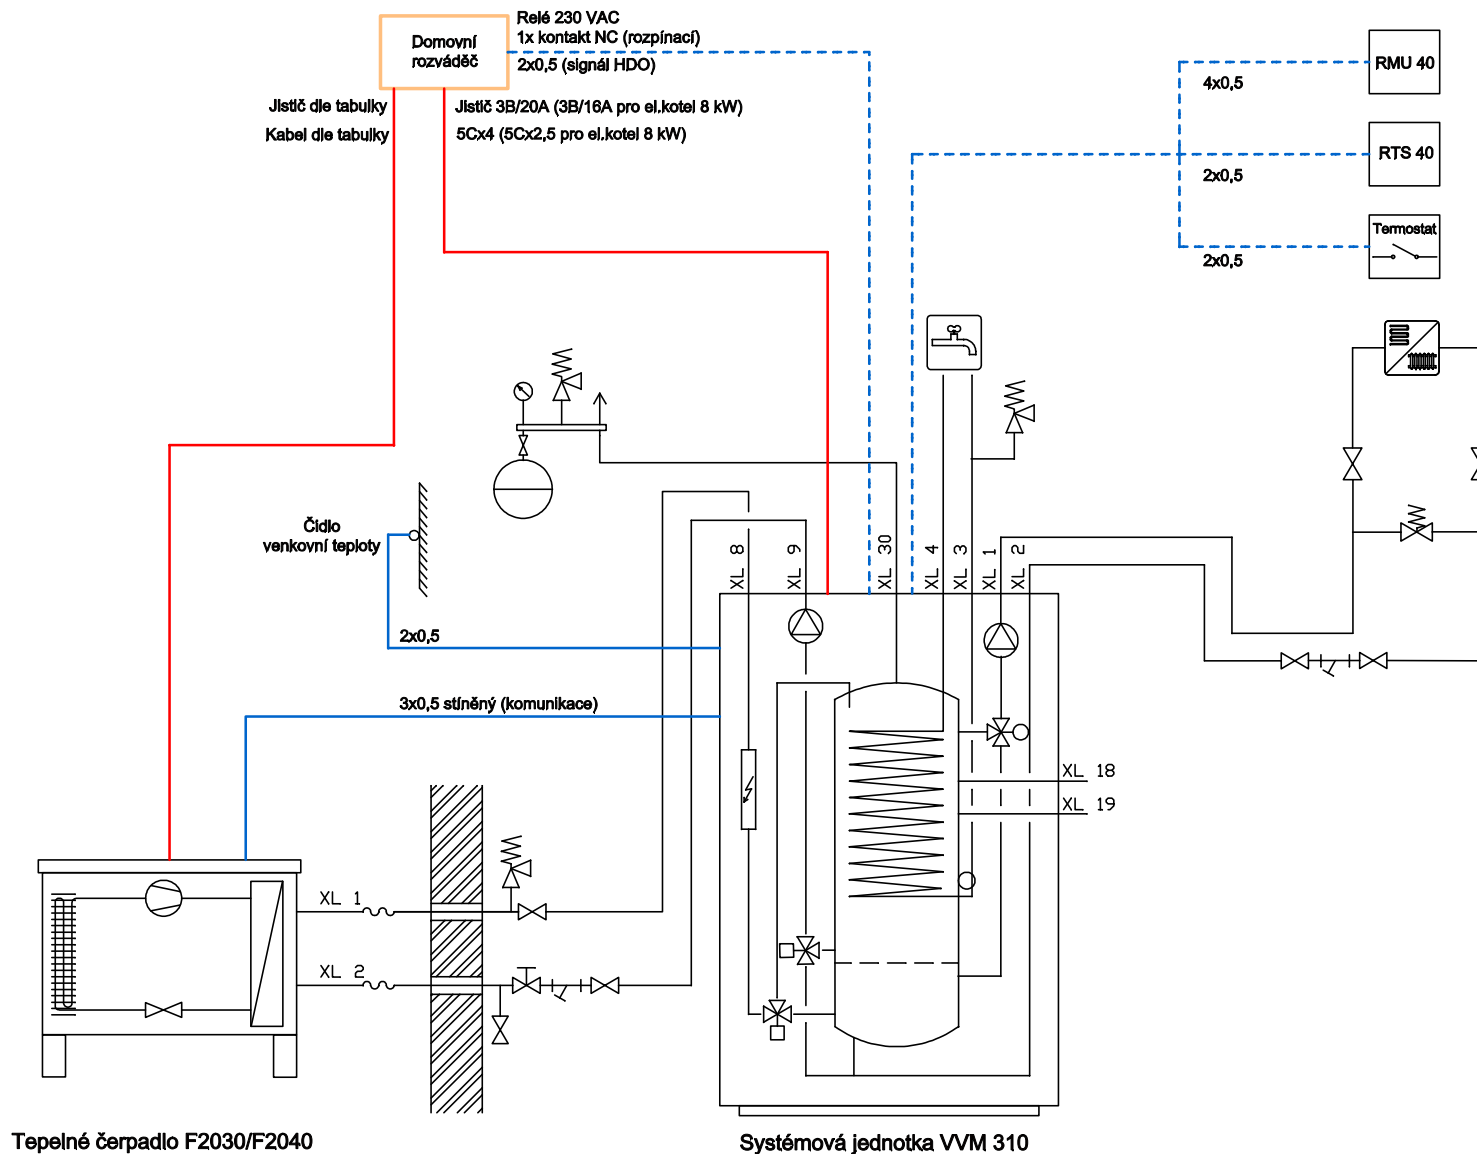 Relé 230 VAC
1x kontakt NC (rozpínací)
2x0,5 (signál HDO)
Domovní
rozváděč
Jistič dle tabulky
Kabel dle tabulky
Jistič 3B/20A (3B/16A pro el.kotel 8 kW)
5Cx4 (5Cx2,5 pro el.kotel 8 kW)
RMU 40
4x0,5
RTS 40
2x0,5
Termostat
2x0,5
Čidlo
venkovní teploty
XL 8
XL 9
XL 30
XL 4
XL 3
XL 1
XL 2
2x0,5
3x0,5 stíněný (komunikace)
XL 18
XL 19
XL 1
XL 2
Tepelné čerpadlo F2030/F2040
Systémová jednotka VVM 310